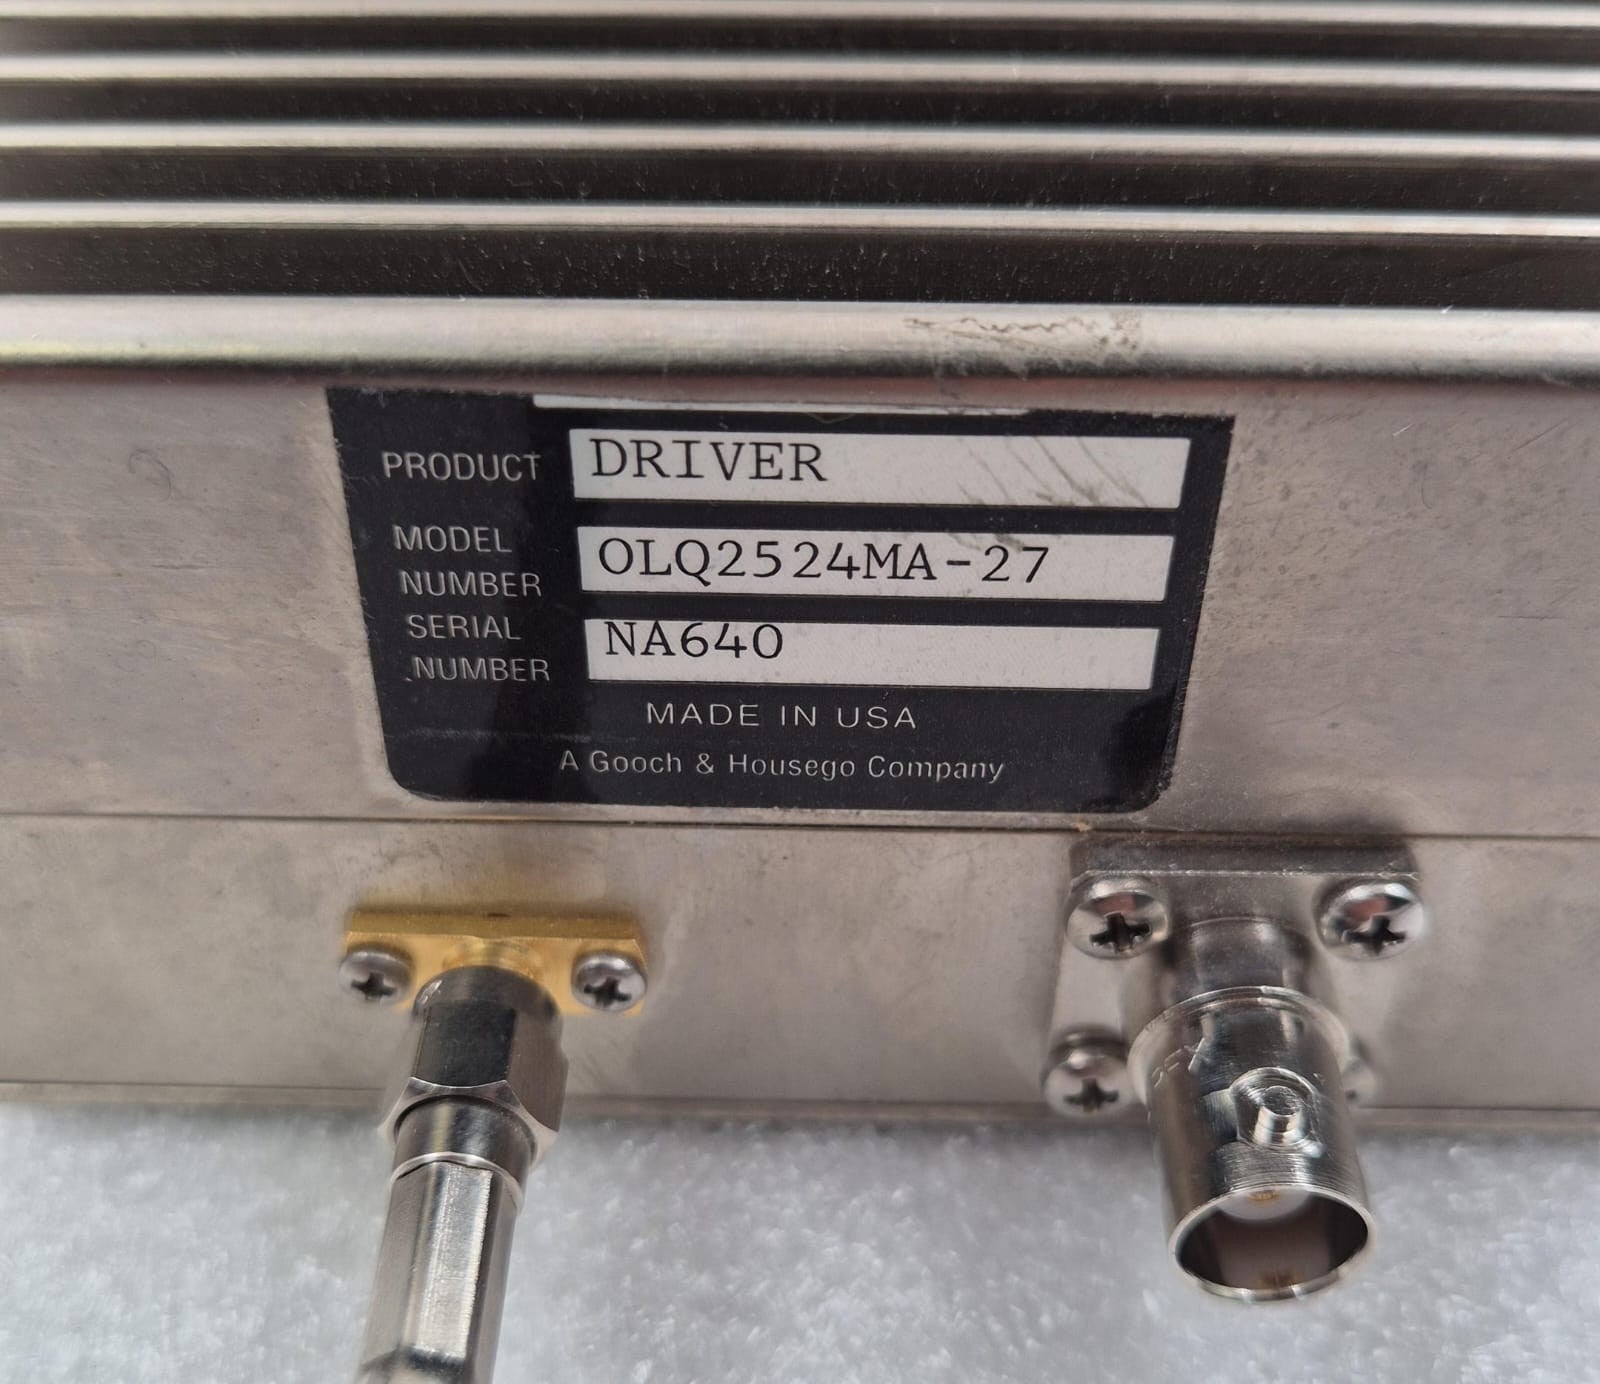 PRODUCT DRIVER
MODEL NUMBER OLQ2524MA-27
SERIAL NUMBER NA640
MADE IN USA
A Gooch & Housego Company